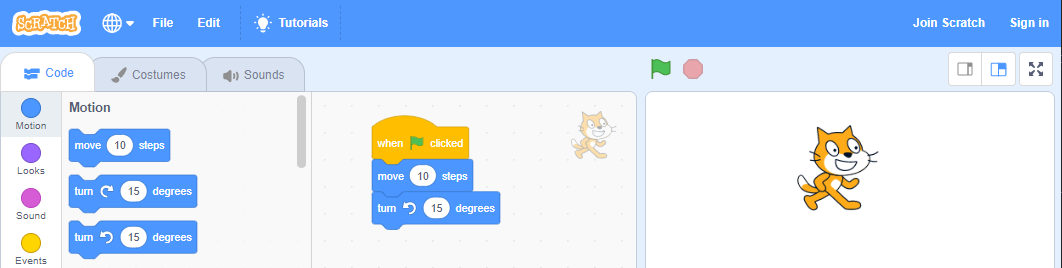 SCRATCH File Edit Tutorials Join Scratch Sign in
Code Costumes Sounds
Motion
Looks
Sound
Events
Motion
move 10 steps
turn 15 degrees
turn 15 degrees
when clicked
move 10 steps
turn 15 degrees